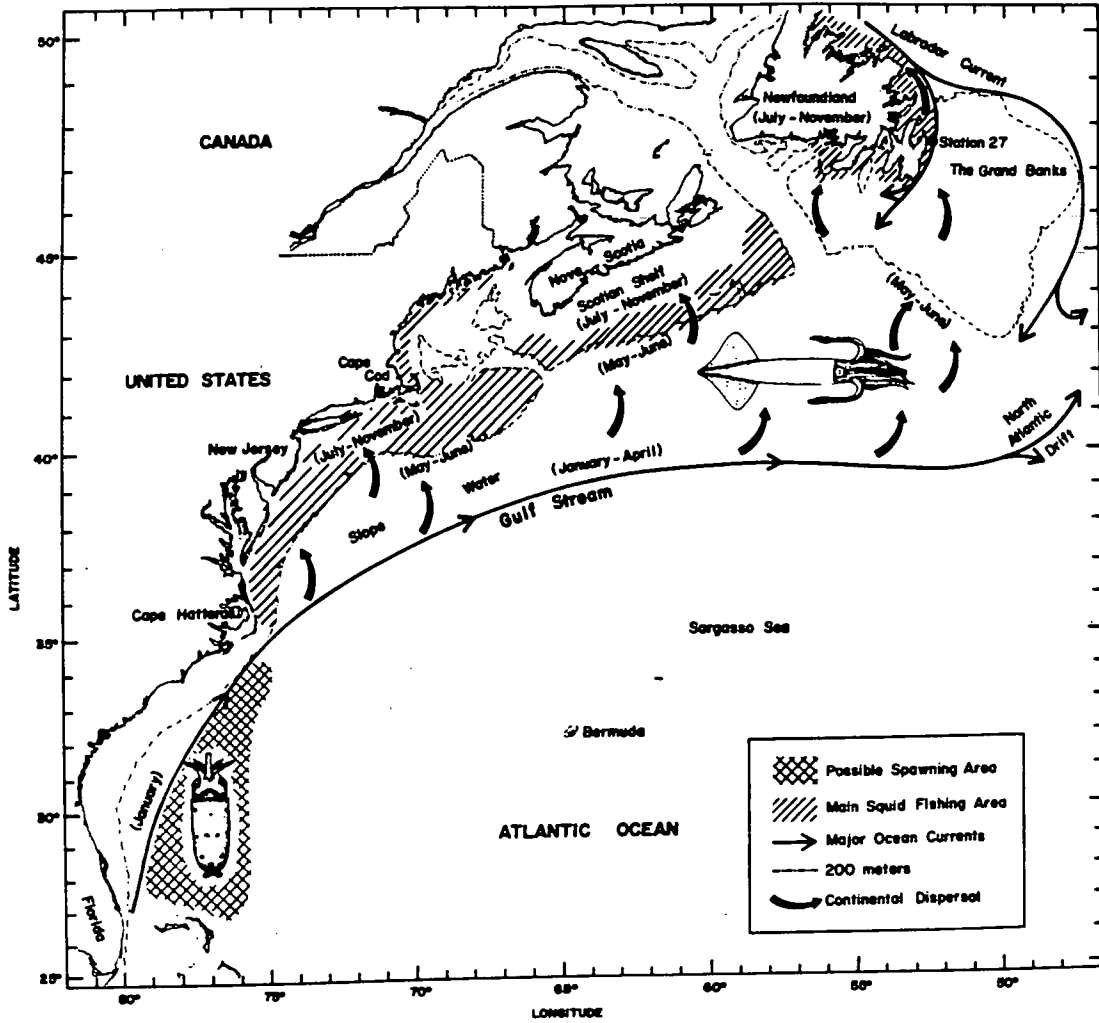 50°
45°
40°
35°
30°
25°
LATITUDE
80°
75°
70°
65°
60°
55°
50°
LONGITUDE
CANADA
UNITED STATES
Labrador Current
Newfoundland
(July-November)
Station 27
The Grand Banks
Nova Scotia
Scotian Shelf
(July-November)
(May-June)
(May-June)
Cape
Cod
New Jersey
(July-November)
(May-June)
Slope Water
(January-April)
Gulf Stream
North
Atlantic
Drift
Cape Hatteras
Sargasso Sea
Bermuda
(January)
Florida
ATLANTIC OCEAN
Possible Spawning Area
Main Squid Fishing Area
Major Ocean Currents
200 meters
Continental Dispersal